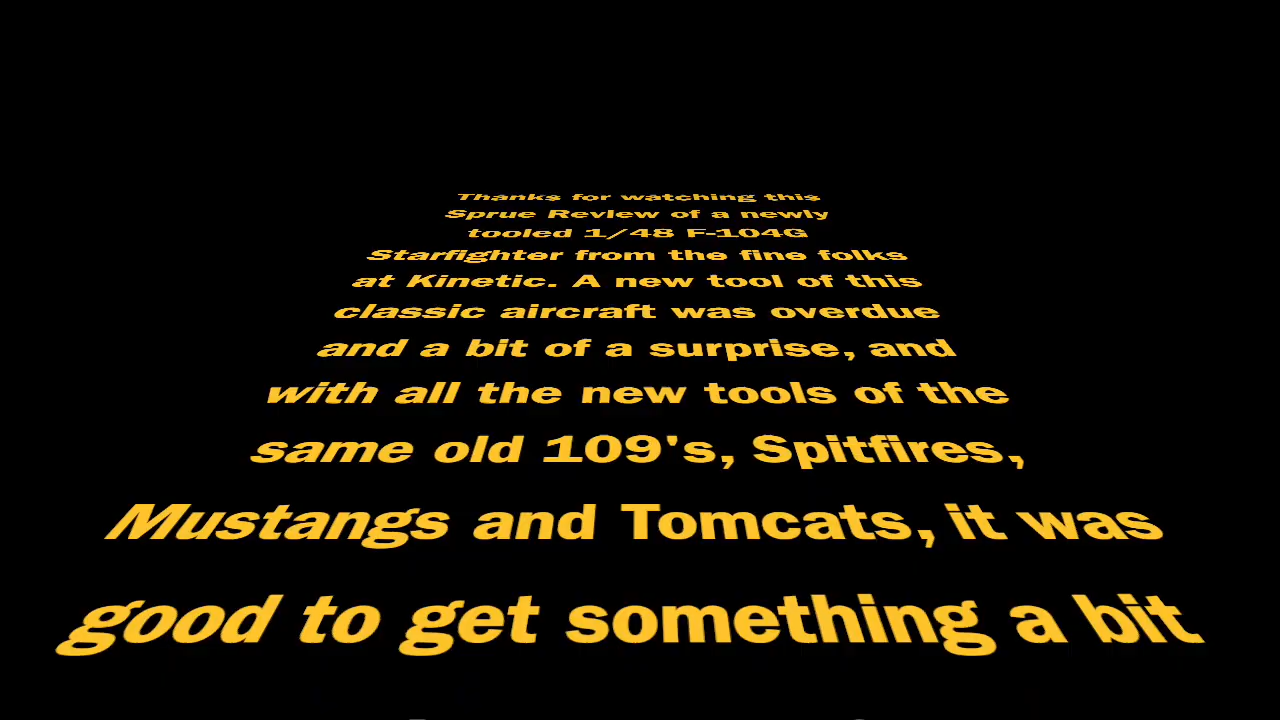 Thanks for watching this
Sprue Review of a newly
tooled 1/48 F-104G
Starfighter from the fine folks
at Kinetic. A new tool of this
classic aircraft was overdue
and a bit of a surprise, and
with all the new tools of the
same old 109's, Spitfires,
Mustangs and Tomcats, it was
good to get something a bit